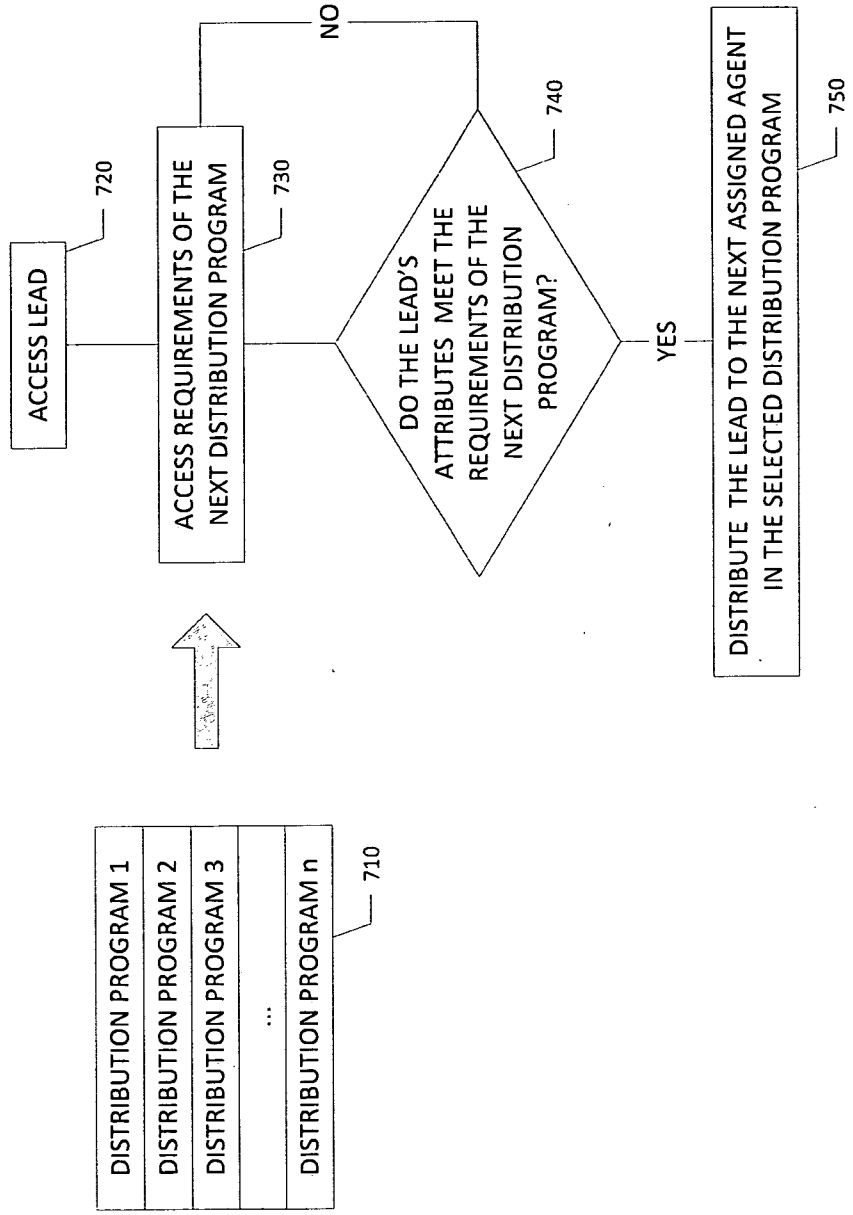 DISTRIBUTION PROGRAM 1
DISTRIBUTION PROGRAM 2
DISTRIBUTION PROGRAM 3
...
DISTRIBUTION PROGRAM n
710
ACCESS LEAD
720
ACCESS REQUIREMENTS OF THE
NEXT DISTRIBUTION PROGRAM
730
NO
DO THE LEAD'S
ATTRIBUTES MEET THE
REQUIREMENTS OF THE
NEXT DISTRIBUTION
PROGRAM?
740
YES
DISTRIBUTE THE LEAD TO THE NEXT ASSIGNED AGENT
IN THE SELECTED DISTRIBUTION PROGRAM
750